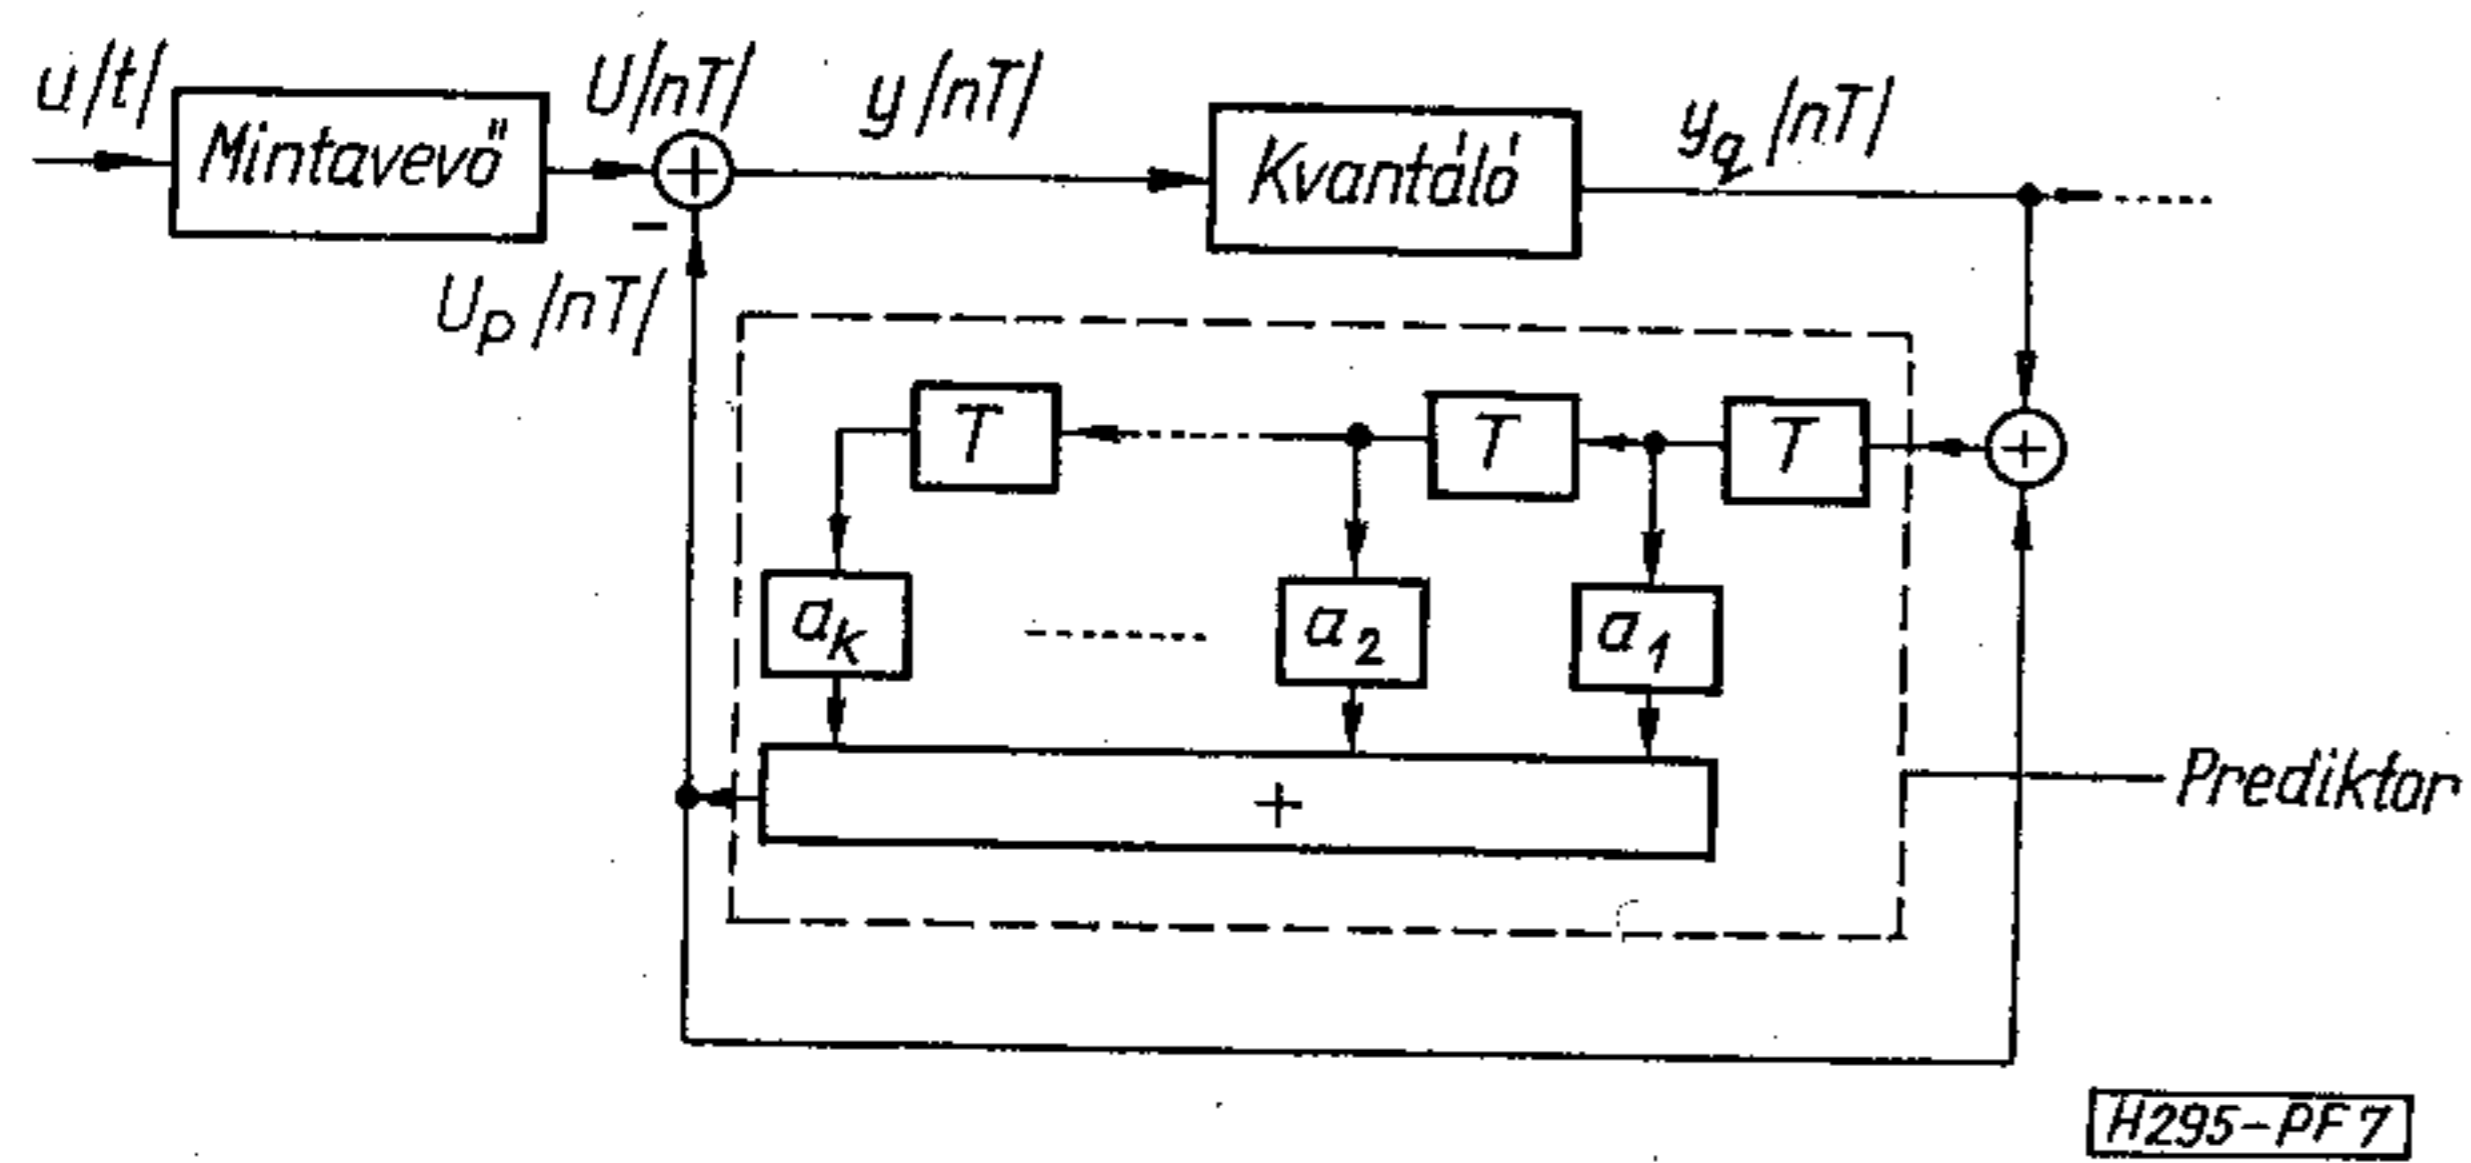 u/t/
Mintavevő
U/nT/
+
y/nT/
Kvantáló
y_q/nT/
−
U_p/nT/
T
T
T
+
a_k
a_2
a_1
+
Prediktor
H295-PF7